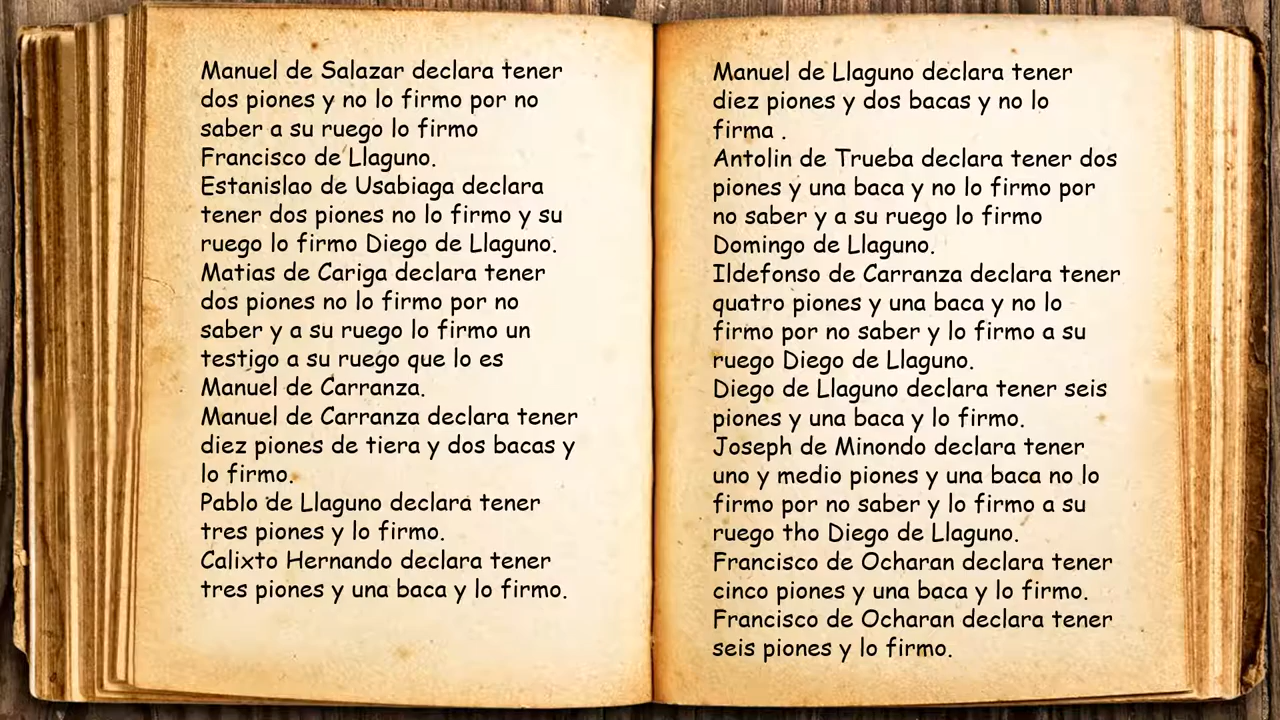 Manuel de Salazar declara tener
dos piones y no lo firmo por no
saber a su ruego lo firmo
Francisco de Llaguno.
Estanislao de Usabiaga declara
tener dos piones no lo firmo y su
ruego lo firmo Diego de Llaguno.
Matias de Cariga declara tener
dos piones no lo firmo por no
saber y a su ruego lo firmo un
testigo a su ruego que lo es
Manuel de Carranza.
Manuel de Carranza declara tener
diez piones de tiera y dos bacas y
lo firmo.
Pablo de Llaguno declara tener
tres piones y lo firmo.
Calixto Hernando declara tener
tres piones y una baca y lo firmo.
Manuel de Llaguno declara tener
diez piones y dos bacas y no lo
firma .
Antolin de Trueba declara tener dos
piones y una baca y no lo firmo por
no saber y a su ruego lo firmo
Domingo de Llaguno.
Ildefonso de Carranza declara tener
quatro piones y una baca y no lo
firmo por no saber y lo firmo a su
ruego Diego de Llaguno.
Diego de Llaguno declara tener seis
piones y una baca y lo firmo.
Joseph de Minondo declara tener
uno y medio piones y una baca no lo
firmo por no saber y lo firmo a su
ruego tho Diego de Llaguno.
Francisco de Ocharan declara tener
cinco piones y una baca y lo firmo.
Francisco de Ocharan declara tener
seis piones y lo firmo.